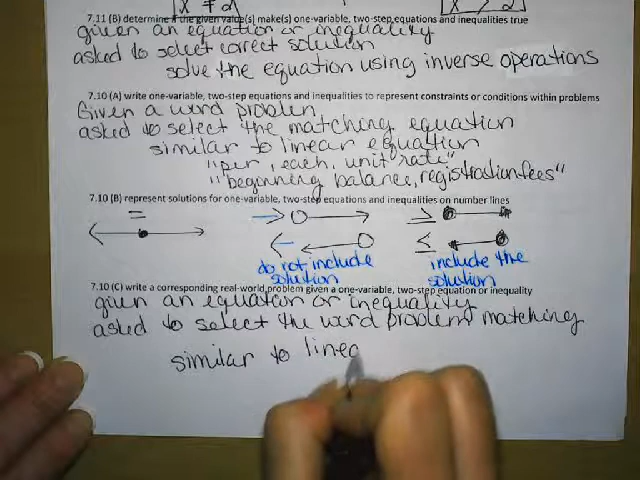 x ≠ 2
x > 2
7.11 (B) determine if the given value(s) make(s) one-variable, two-step equations and inequalities true
given an equation or inequality
asked to select correct solution
solve the equation using inverse operations
7.10 (A) write one-variable, two-step equations and inequalities to represent constraints or conditions within problems
Given a word problem
asked to select the matching equation
similar to linear equation
"per, each, unit rate"
"beginning balance, registration fees"
7.10 (B) represent solutions for one-variable, two-step equations and inequalities on number lines
=
≥
≤
do not include
solution
include the
solution
7.10 (C) write a corresponding real-world problem given a one-variable, two-step equation or inequality
given an equation or inequality
asked to select the word problem matching
similar to linea